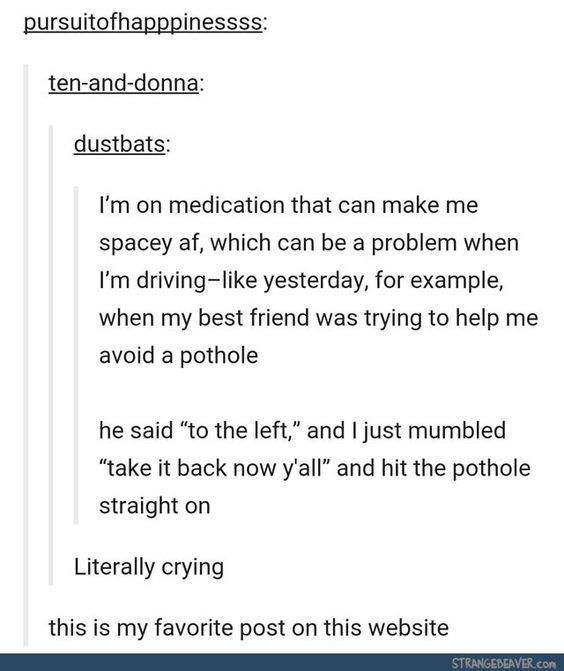 pursuitofhapppinessss:
ten-and-donna:
dustbats:
I’m on medication that can make me
spacey af, which can be a problem when
I’m driving–like yesterday, for example,
when my best friend was trying to help me
avoid a pothole
he said “to the left,” and I just mumbled
“take it back now y'all” and hit the pothole
straight on
Literally crying
this is my favorite post on this website
STRANGEBEAVER.com